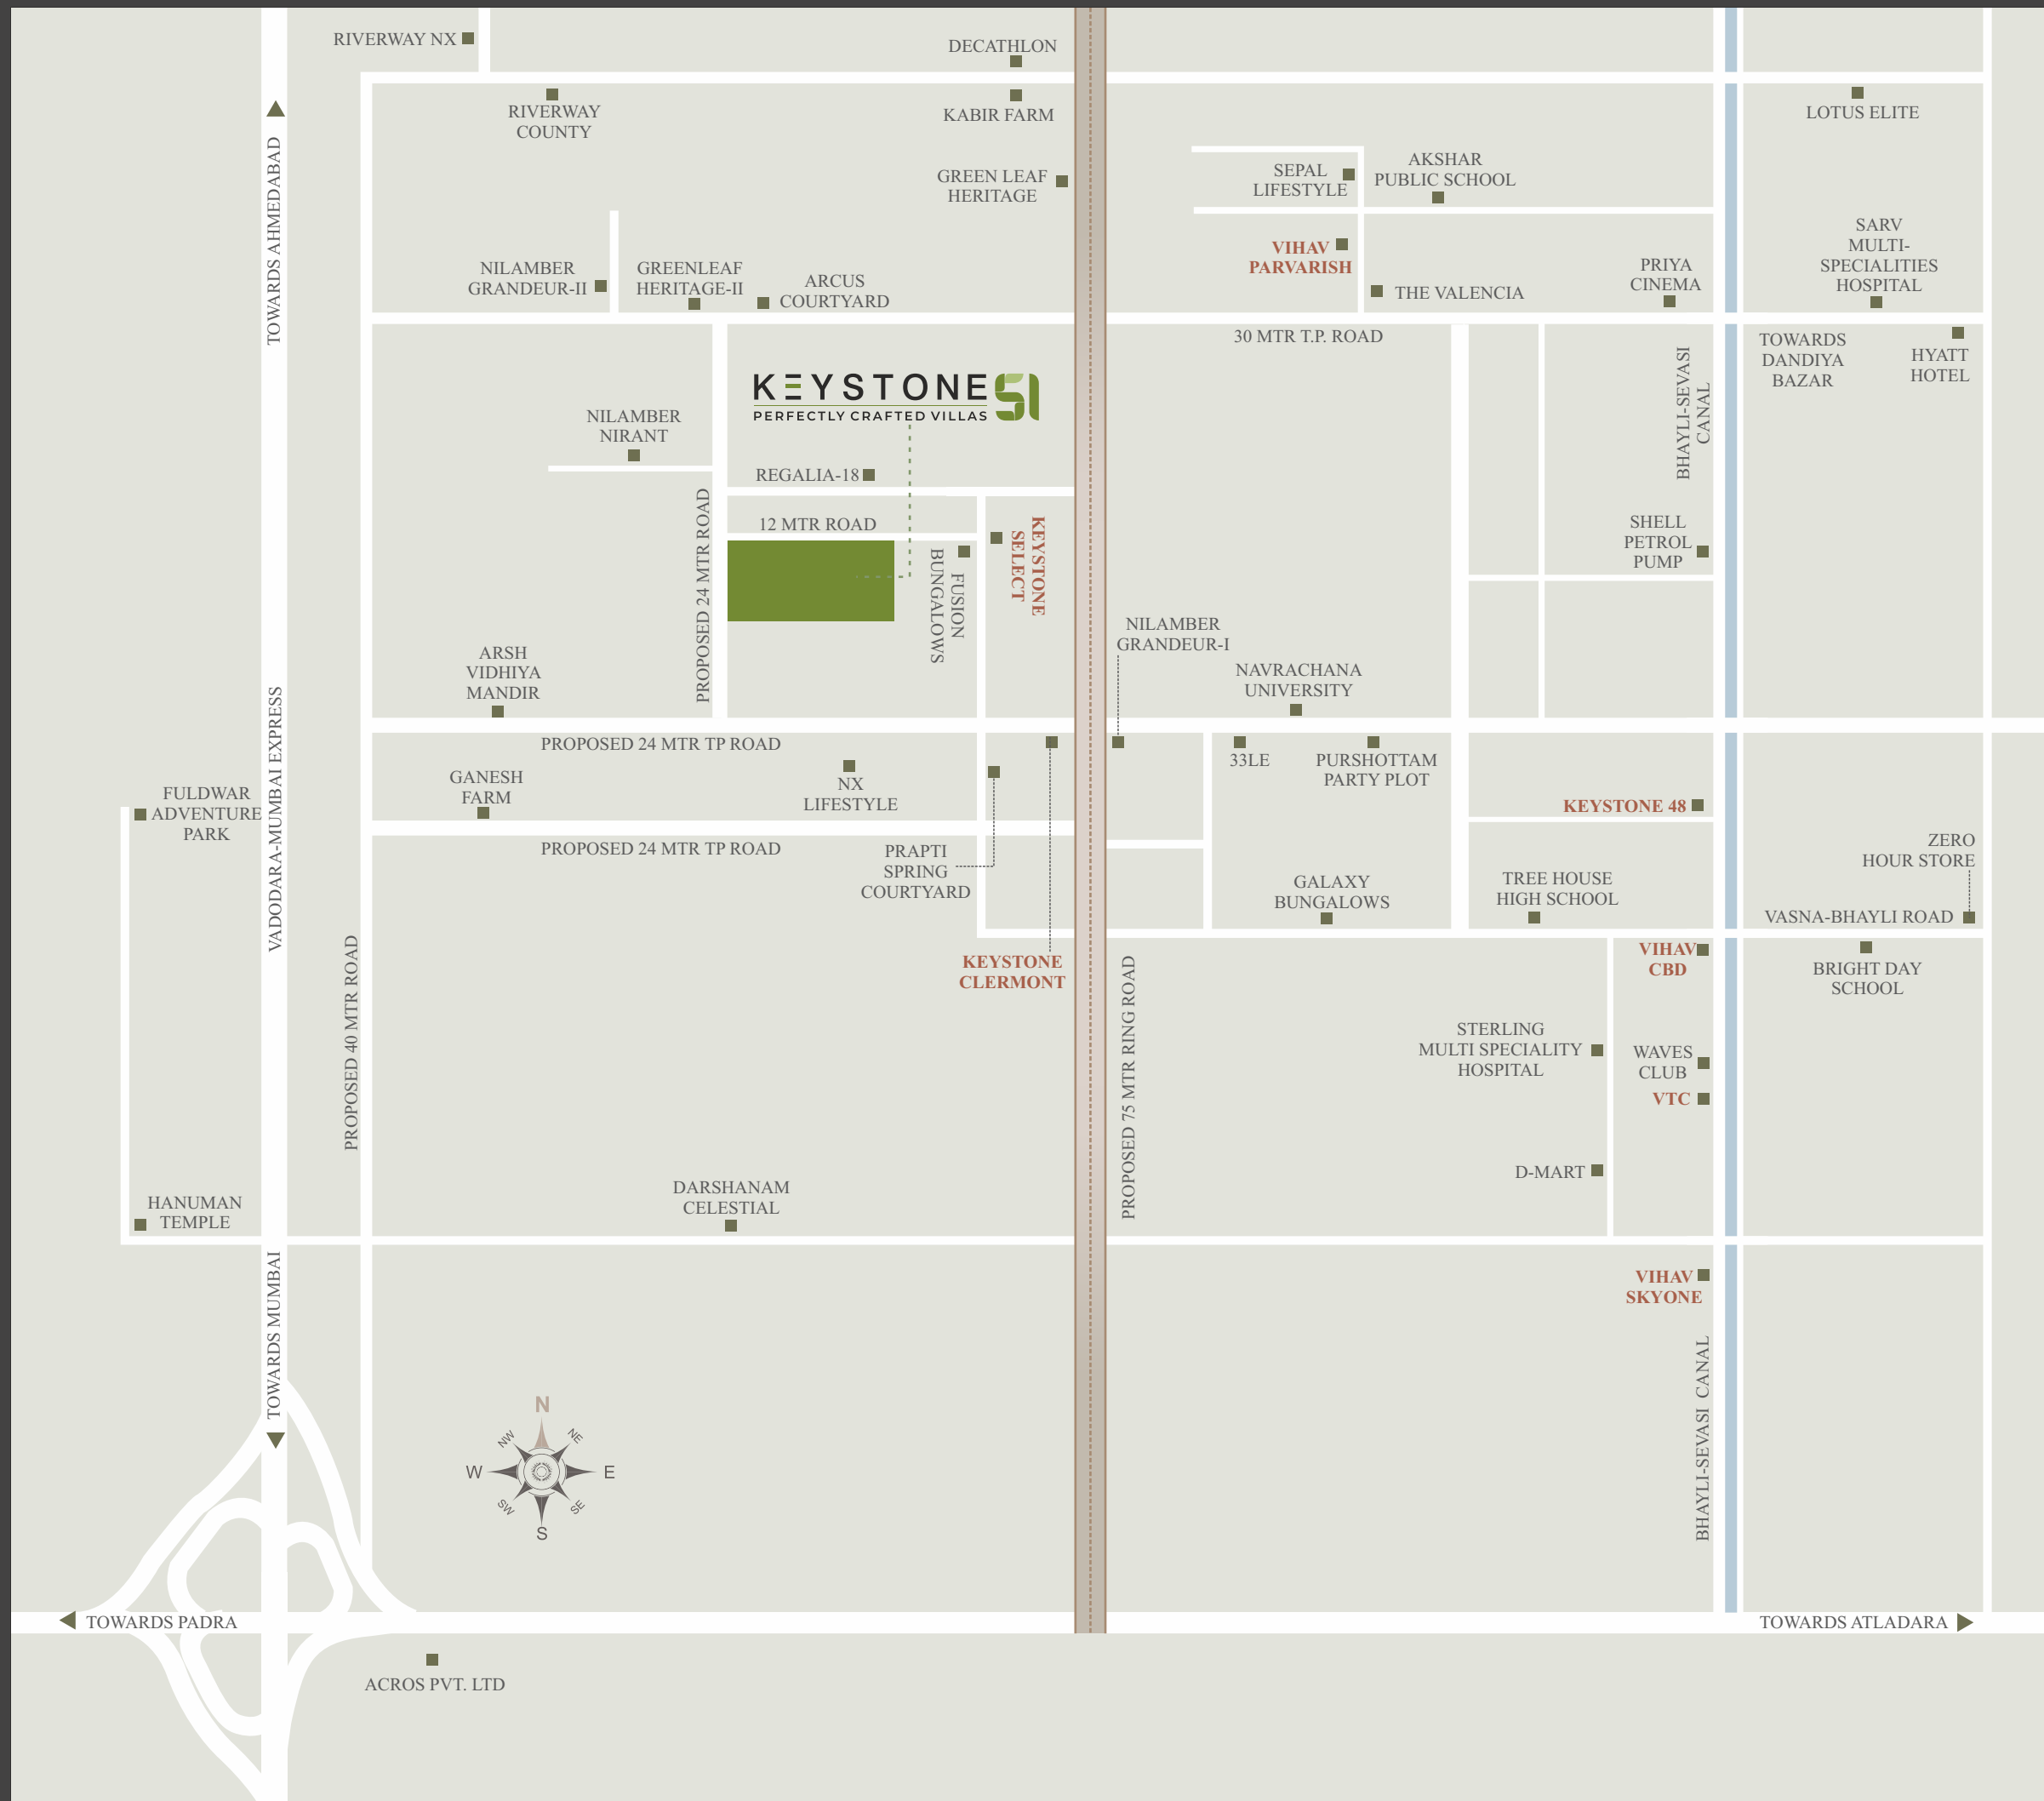 RIVERWAY NX
DECATHLON
RIVERWAY
COUNTY
KABIR FARM
LOTUS ELITE
TOWARDS AHMEDABAD
GREEN LEAF
HERITAGE
SEPAL
LIFESTYLE
AKSHAR
PUBLIC SCHOOL
SARV
MULTI-
SPECIALITIES
HOSPITAL
VIHAV
PARVARISH
NILAMBER
GRANDEUR-II
GREENLEAF
HERITAGE-II
ARCUS
COURTYARD
THE VALENCIA
PRIYA
CINEMA
30 MTR T.P. ROAD
TOWARDS
DANDIYA
BAZAR
HYATT
HOTEL
BHAYLI-SEVASI
CANAL
KEYSTONE 51
PERFECTLY CRAFTED VILLAS
NILAMBER
NIRANT
REGALIA-18
PROPOSED 24 MTR ROAD
12 MTR ROAD
KEYSTONE
SELECT
FUSION
BUNGALOWS
SHELL
PETROL
PUMP
NILAMBER
GRANDEUR-I
ARSH
VIDHIYA
MANDIR
NAVRACHANA
UNIVERSITY
VADODARA-MUMBAI EXPRESS
PROPOSED 24 MTR TP ROAD
33LE
PURSHOTTAM
PARTY PLOT
GANESH
FARM
NX
LIFESTYLE
FULDWAR
ADVENTURE
PARK
KEYSTONE 48
PROPOSED 24 MTR TP ROAD
PRAPTI
SPRING
COURTYARD
ZERO
HOUR STORE
GALAXY
BUNGALOWS
TREE HOUSE
HIGH SCHOOL
VASNA-BHAYLI ROAD
PROPOSED 40 MTR ROAD
KEYSTONE
CLERMONT
PROPOSED 75 MTR RING ROAD
VIHAV
CBD
BRIGHT DAY
SCHOOL
STERLING
MULTI SPECIALITY
HOSPITAL
WAVES
CLUB
VTC
D-MART
HANUMAN
TEMPLE
DARSHANAM
CELESTIAL
TOWARDS MUMBAI
VIHAV
SKYONE
BHAYLI-SEVASI CANAL
N
NW
NE
W
E
SW
SE
S
TOWARDS PADRA
TOWARDS ATLADARA
ACROS PVT. LTD